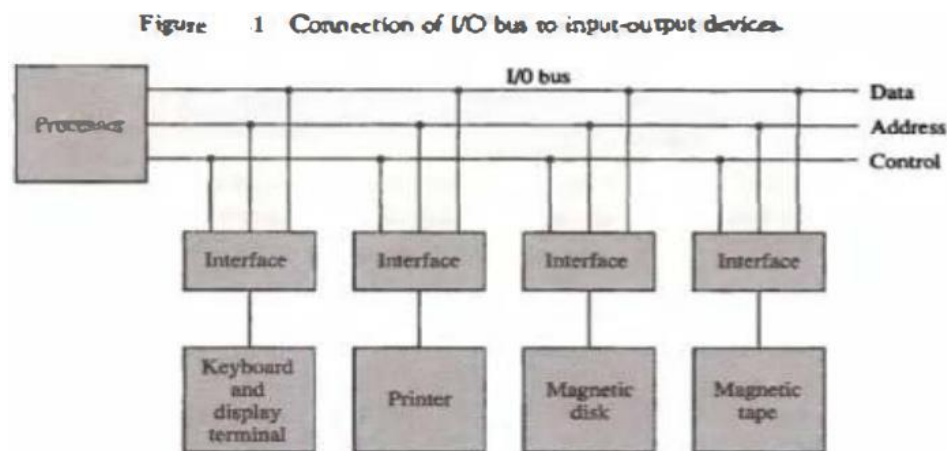 Figure 1 Connection of I/O bus to input-output devices
I/O bus
Data
Address
Control
Processor
Interface Interface Interface Interface
Keyboard
and
display
terminal
Printer
Magnetic
disk
Magnetic
tape